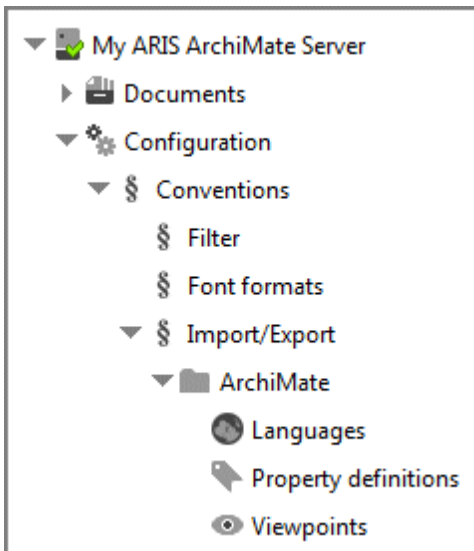 My ARIS ArchiMate Server
Documents
Configuration
§ Conventions
§ Filter
§ Font formats
§ Import/Export
ArchiMate
Languages
Property definitions
Viewpoints